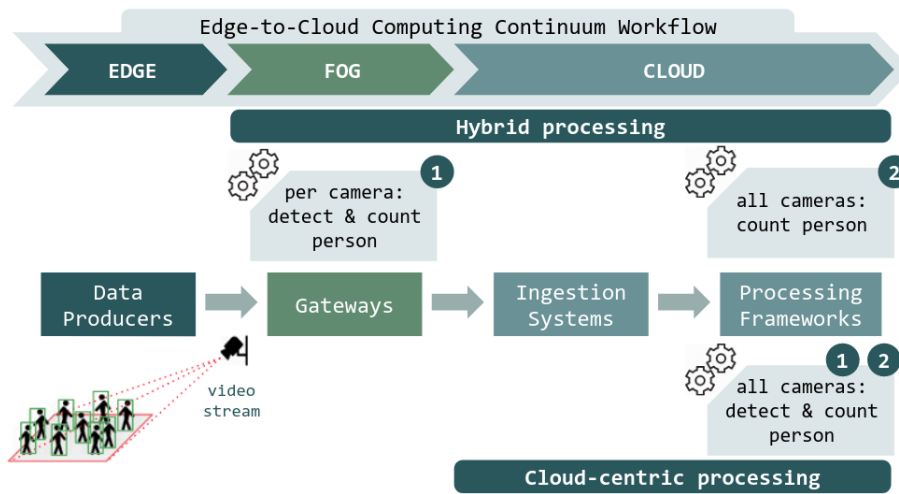 Edge-to-Cloud Computing Continuum Workflow
EDGE
FOG
CLOUD
Hybrid processing
1
per camera:
detect & count
person
2
all cameras:
count person
Data
Producers
Gateways
Ingestion
Systems
Processing
Frameworks
video
stream
1
2
all cameras:
detect & count
person
Cloud-centric processing